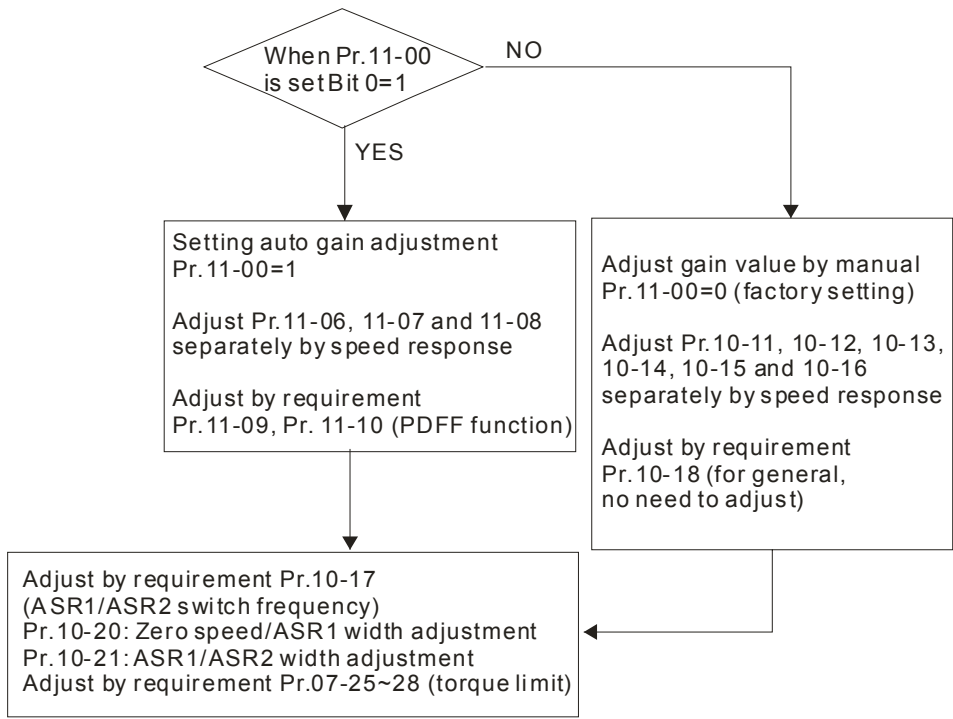 When Pr.11-00
is set Bit 0=1
NO
YES
Setting auto gain adjustment
Pr.11-00=1
Adjust Pr.11-06, 11-07 and 11-08
separately by speed response
Adjust by requirement
Pr.11-09, Pr. 11-10 (PDFF function)
Adjust gain value by manual
Pr.11-00=0 (factory setting)
Adjust Pr.10-11, 10-12, 10-13,
10-14, 10-15 and 10-16
separately by speed response
Adjust by requirement
Pr.10-18 (for general,
no need to adjust)
Adjust by requirement Pr.10-17
(ASR1/ASR2 switch frequency)
Pr.10-20: Zero speed/ASR1 width adjustment
Pr.10-21: ASR1/ASR2 width adjustment
Adjust by requirement Pr.07-25~28 (torque limit)